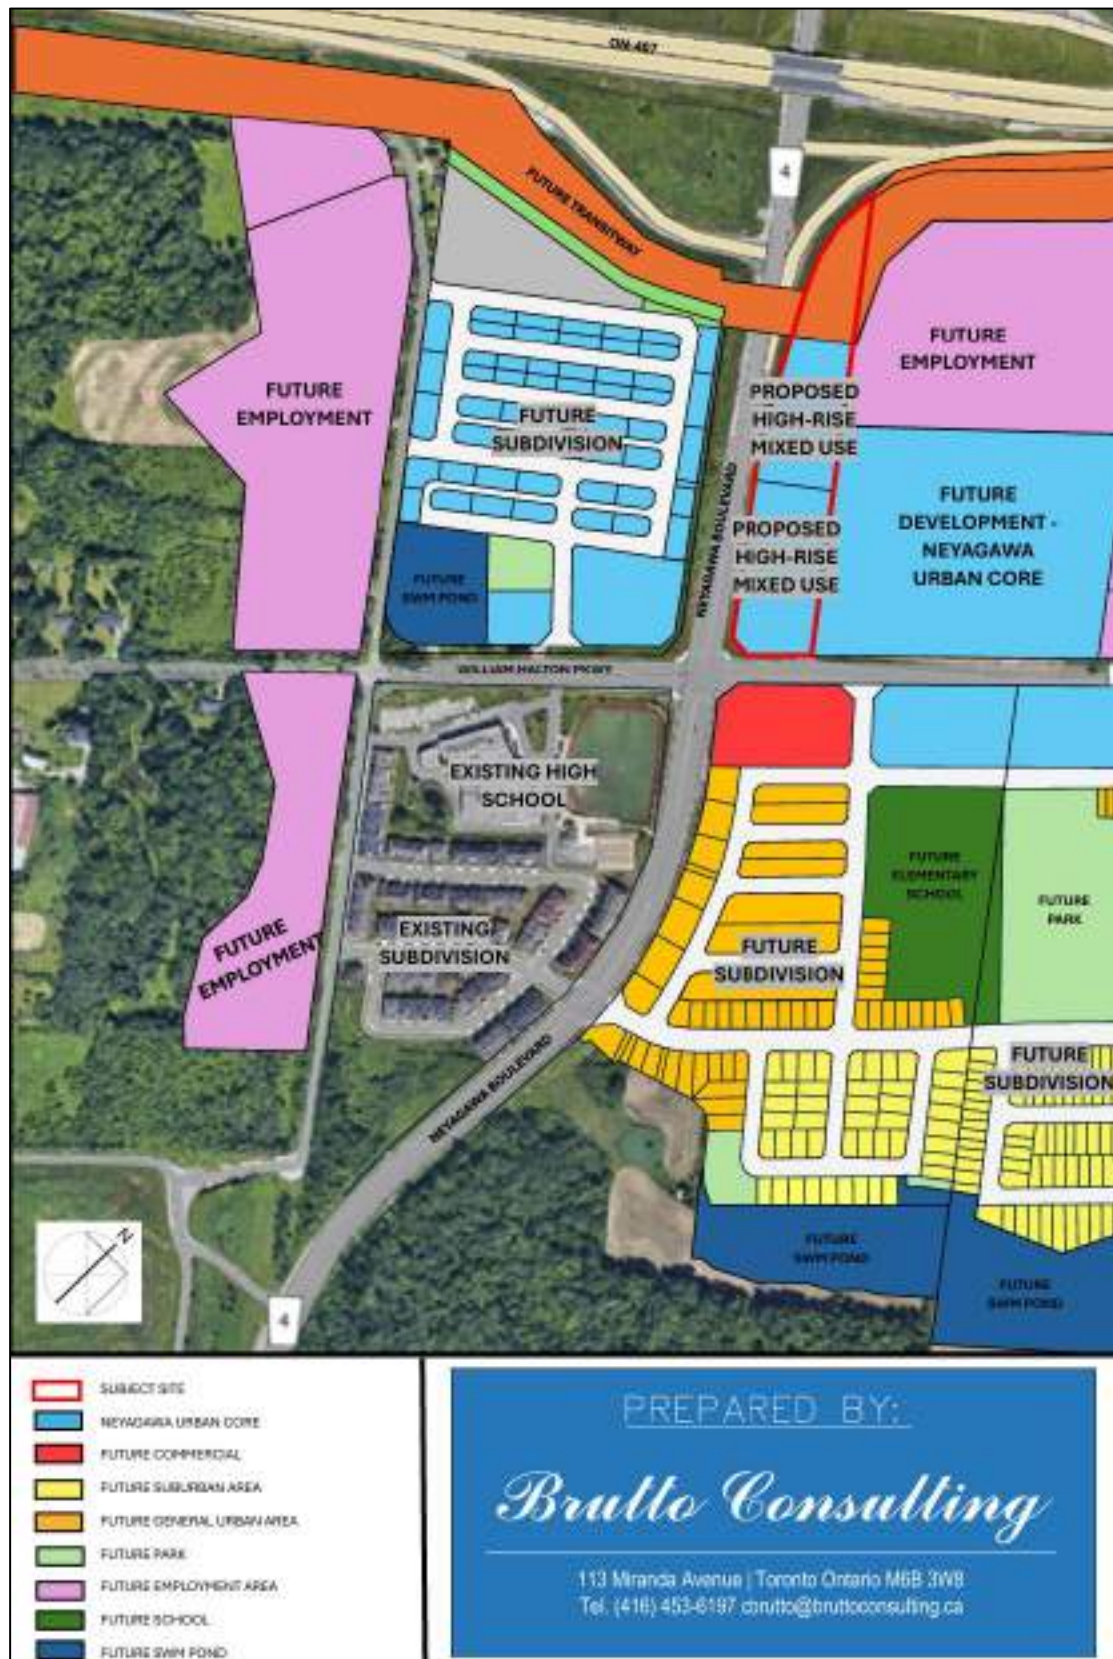 ON-407
4
FUTURE TRANSITWAY
FUTURE
EMPLOYMENT
FUTURE
EMPLOYMENT
FUTURE
SUBDIVISION
PROPOSED
HIGH-RISE
MIXED USE
NEYAGAWA BOULEVARD
PROPOSED
HIGH-RISE
MIXED USE
FUTURE
DEVELOPMENT -
NEYAGAWA
URBAN CORE
FUTURE
SWM POND
WILLIAM HALTON PKWY
EXISTING HIGH
SCHOOL
FUTURE
ELEMENTARY
SCHOOL
FUTURE
PARK
FUTURE
EMPLOYMENT
EXISTING
SUBDIVISION
FUTURE
SUBDIVISION
FUTURE
SUBDIVISION
NEYAGAWA BOULEVARD
FUTURE
SWM POND
FUTURE
SWM POND
N
4
SUBJECT SITE
NEYAGAWA URBAN CORE
FUTURE COMMERCIAL
FUTURE SUBURBAN AREA
FUTURE GENERAL URBAN AREA
FUTURE PARK
FUTURE EMPLOYMENT AREA
FUTURE SCHOOL
FUTURE SWM POND
PREPARED BY:
Brutto Consulting
113 Miranda Avenue | Toronto Ontario M6B 3W8
Tel. (416) 453-6197 cbrutto@bruttoconsulting.ca